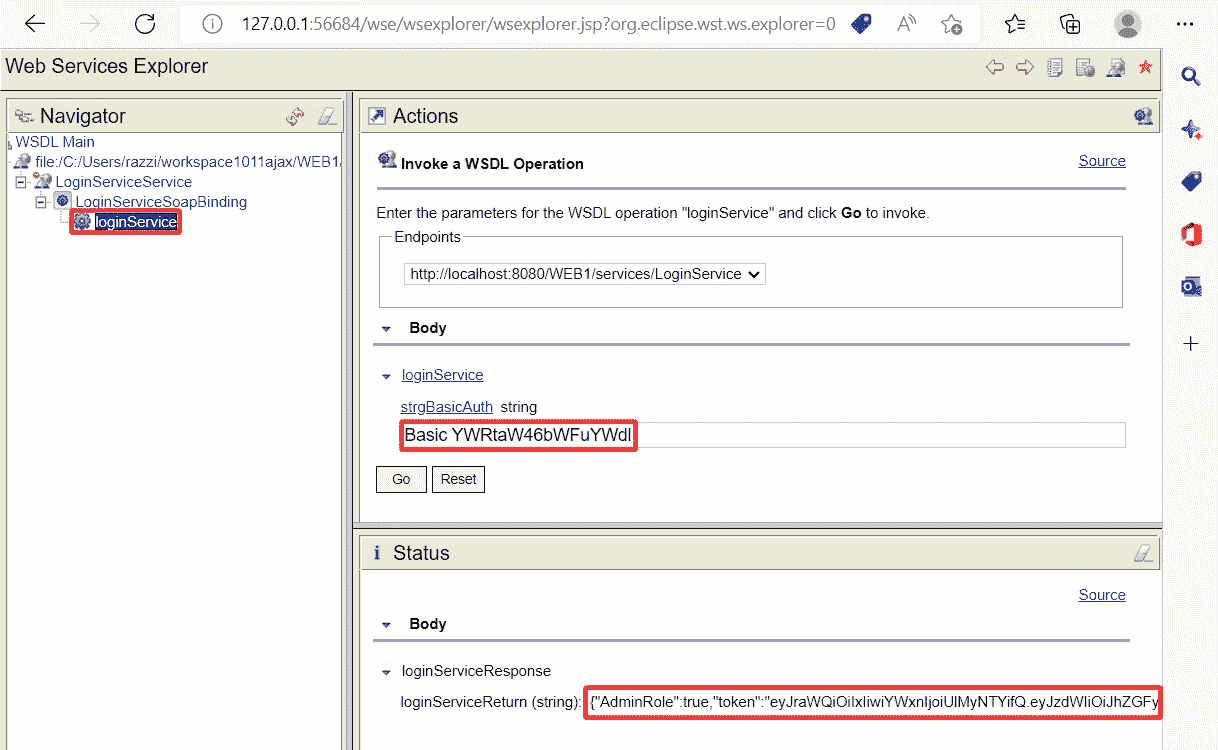 127.0.0.1:56684/wse/wsexplorer/wsexplorer.jsp?org.eclipse.wst.ws.explorer=0
Web Services Explorer
Navigator
WSDL Main
file:/C:/Users/razzi/workspace1011ajax/WEB1/
LoginServiceService
LoginServiceSoapBinding
loginService
Actions
Invoke a WSDL Operation
Source
Enter the parameters for the WSDL operation "loginService" and click Go to invoke.
Endpoints
http://localhost:8080/WEB1/services/LoginService
Body
loginService
strgBasicAuth string
Basic YWRtaW46bWFuYWdl
Go Reset
i Status
Source
Body
loginServiceResponse
loginServiceReturn (string): {"AdminRole":true,"token":"eyJraWQiOiIxIiwiYWxnIjoiUlMyNTYifQ.eyJzdWIiOiJhZGFy